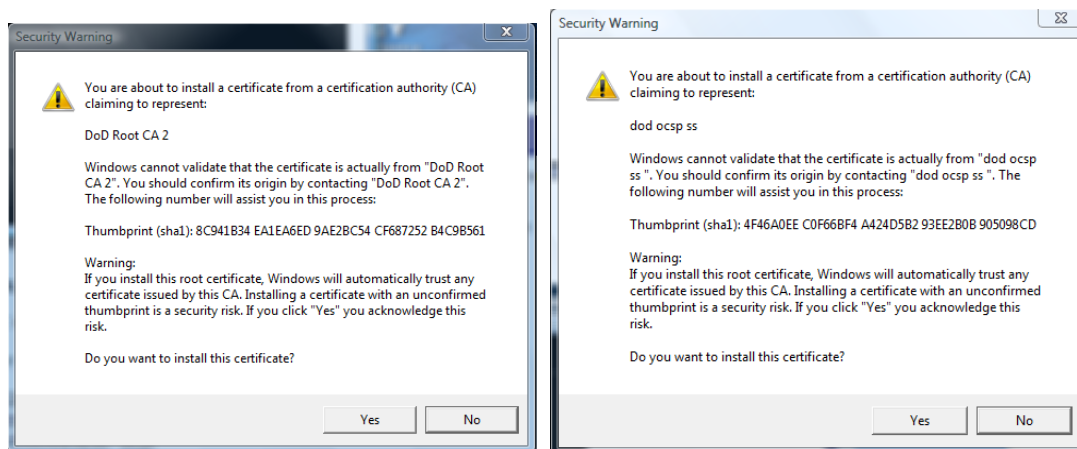 Security Warning
You are about to install a certificate from a certification authority (CA)
claiming to represent:
DoD Root CA 2
Windows cannot validate that the certificate is actually from "DoD Root
CA 2". You should confirm its origin by contacting "DoD Root CA 2".
The following number will assist you in this process:
Thumbprint (sha1): 8C941B34 EA1EA6ED 9AE2BC54 CF687252 B4C9B561
Warning:
If you install this root certificate, Windows will automatically trust any
certificate issued by this CA. Installing a certificate with an unconfirmed
thumbprint is a security risk. If you click "Yes" you acknowledge this
risk.
Do you want to install this certificate?
Yes
No
Security Warning
You are about to install a certificate from a certification authority (CA)
claiming to represent:
dod ocsp ss
Windows cannot validate that the certificate is actually from "dod ocsp
ss ". You should confirm its origin by contacting "dod ocsp ss ". The
following number will assist you in this process:
Thumbprint (sha1): 4F46A0EE C0F66BF4 A424D5B2 93EE2B0B 905098CD
Warning:
If you install this root certificate, Windows will automatically trust any
certificate issued by this CA. Installing a certificate with an unconfirmed
thumbprint is a security risk. If you click "Yes" you acknowledge this
risk.
Do you want to install this certificate?
Yes
No